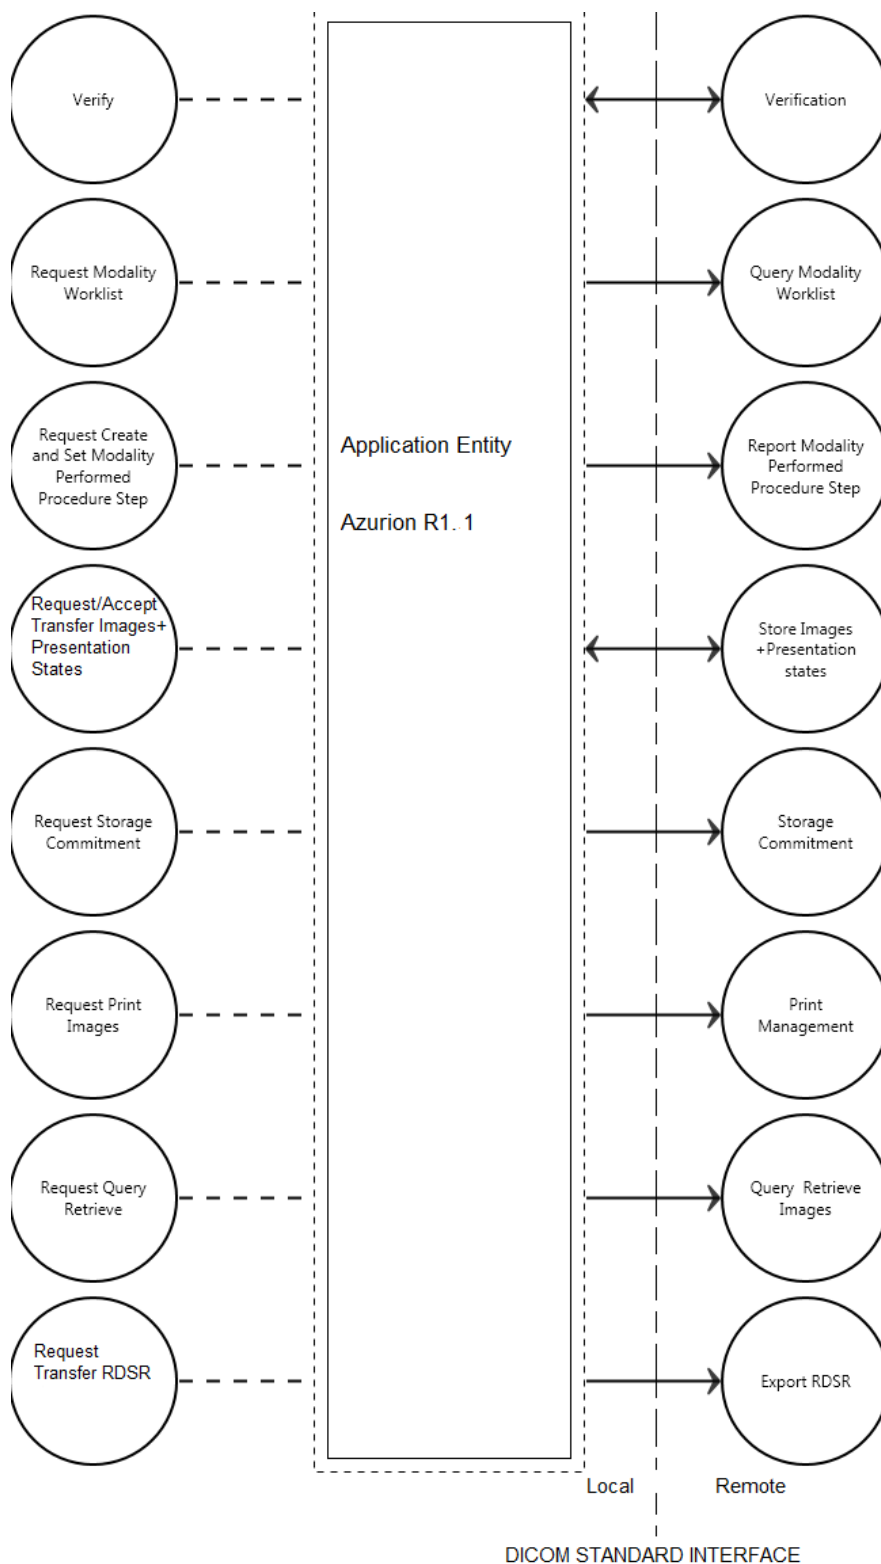 Verify
Verification
Request Modality
Worklist
Query Modality
Worklist
Request Create
and Set Modality
Performed
Procedure Step
Application Entity
Azurion R1. 1
Report Modality
Performed
Procedure Step
Request/Accept
Transfer Images+
Presentation
States
Store Images
+Presentation
states
Request Storage
Commitment
Storage
Commitment
Request Print
Images
Print
Management
Request Query
Retrieve
Query Retrieve
Images
Request
Transfer RDSR
Export RDSR
Local
Remote
DICOM STANDARD INTERFACE